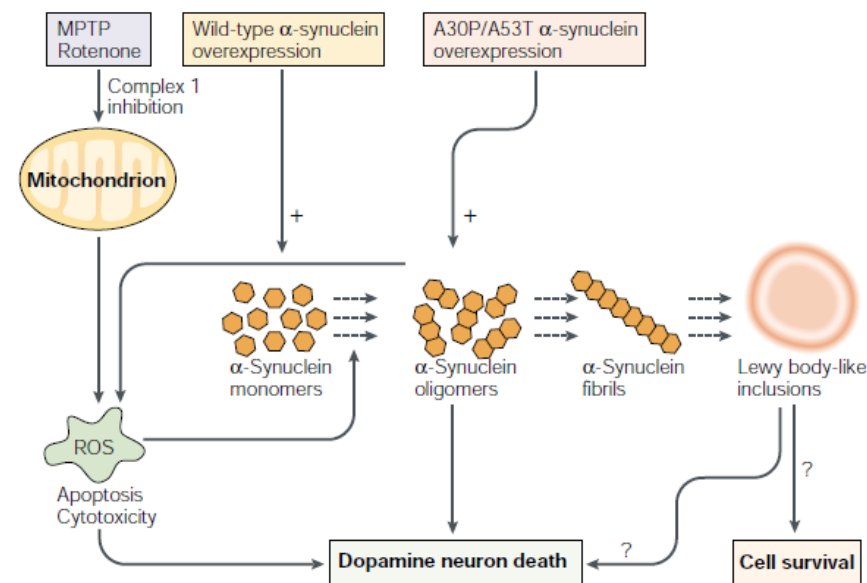 MPTP
Rotenone
Wild-type α-synuclein
overexpression
A30P/A53T α-synuclein
overexpression
Complex 1
inhibition
Mitochondrion
+
+
α-Synuclein
monomers
α-Synuclein
oligomers
α-Synuclein
fibrils
Lewy body-like
inclusions
ROS
Apoptosis
Cytotoxicity
?
?
Dopamine neuron death
Cell survival